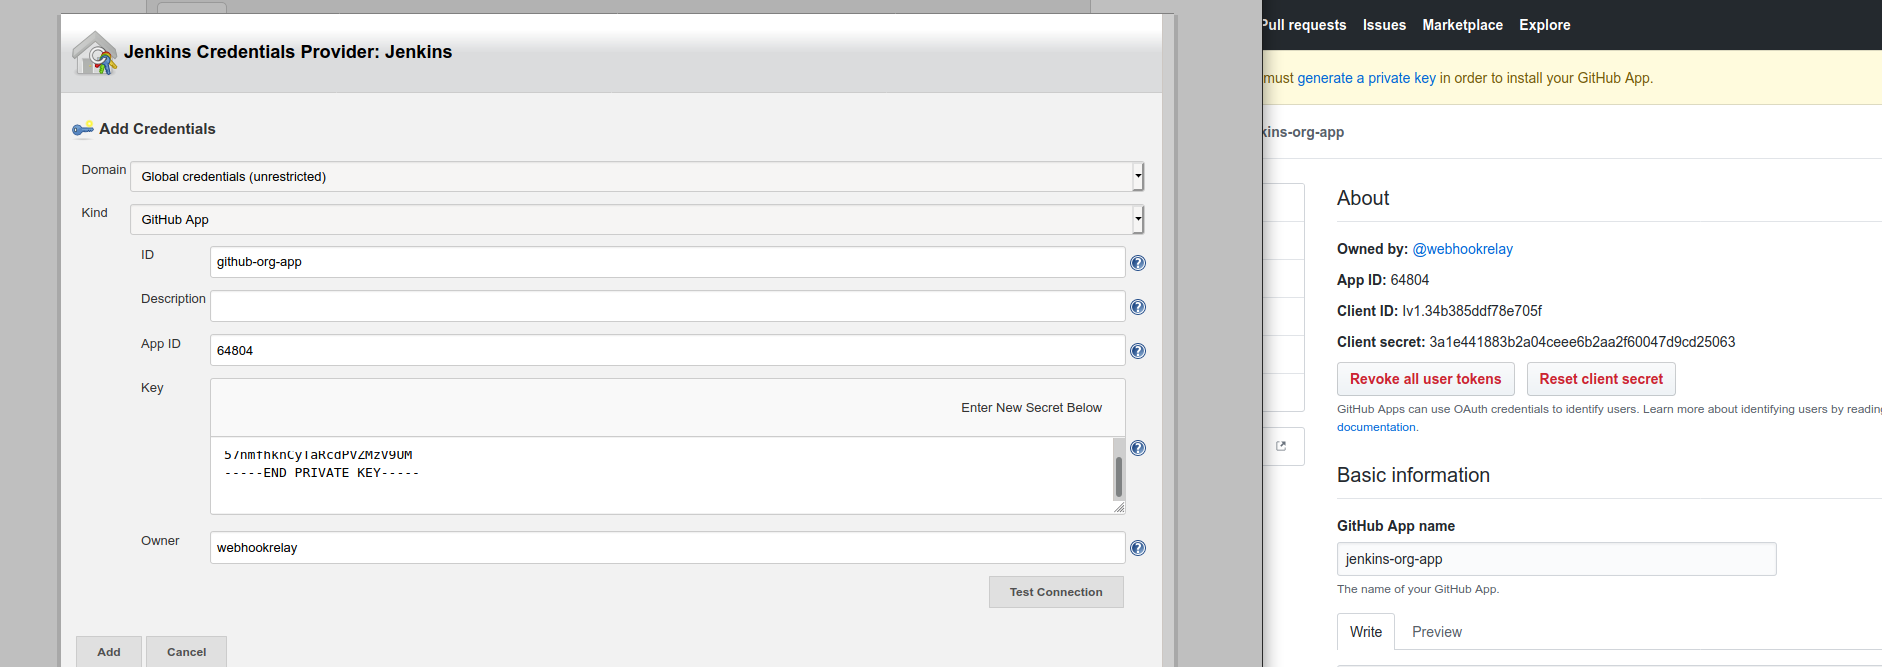 Jenkins Credentials Provider: Jenkins
Add Credentials
Domain
Global credentials (unrestricted)
Kind
GitHub App
ID
github-org-app
Description
App ID
64804
Key
Enter New Secret Below
-----END PRIVATE KEY-----
Owner
webhookrelay
Test Connection
Add
Cancel
Pull requests Issues Marketplace Explore
must generate a private key in order to install your GitHub App.
kins-org-app
About
Owned by: @webhookrelay
App ID: 64804
Client ID: Iv1.34b385ddf78e705f
Client secret: 3a1e441883b2a04ceee6b2aa2f60047d9cd25063
Revoke all user tokens
Reset client secret
GitHub Apps can use OAuth credentials to identify users. Learn more about identifying users by reading
documentation.
Basic information
GitHub App name
jenkins-org-app
The name of your GitHub App.
Write
Preview